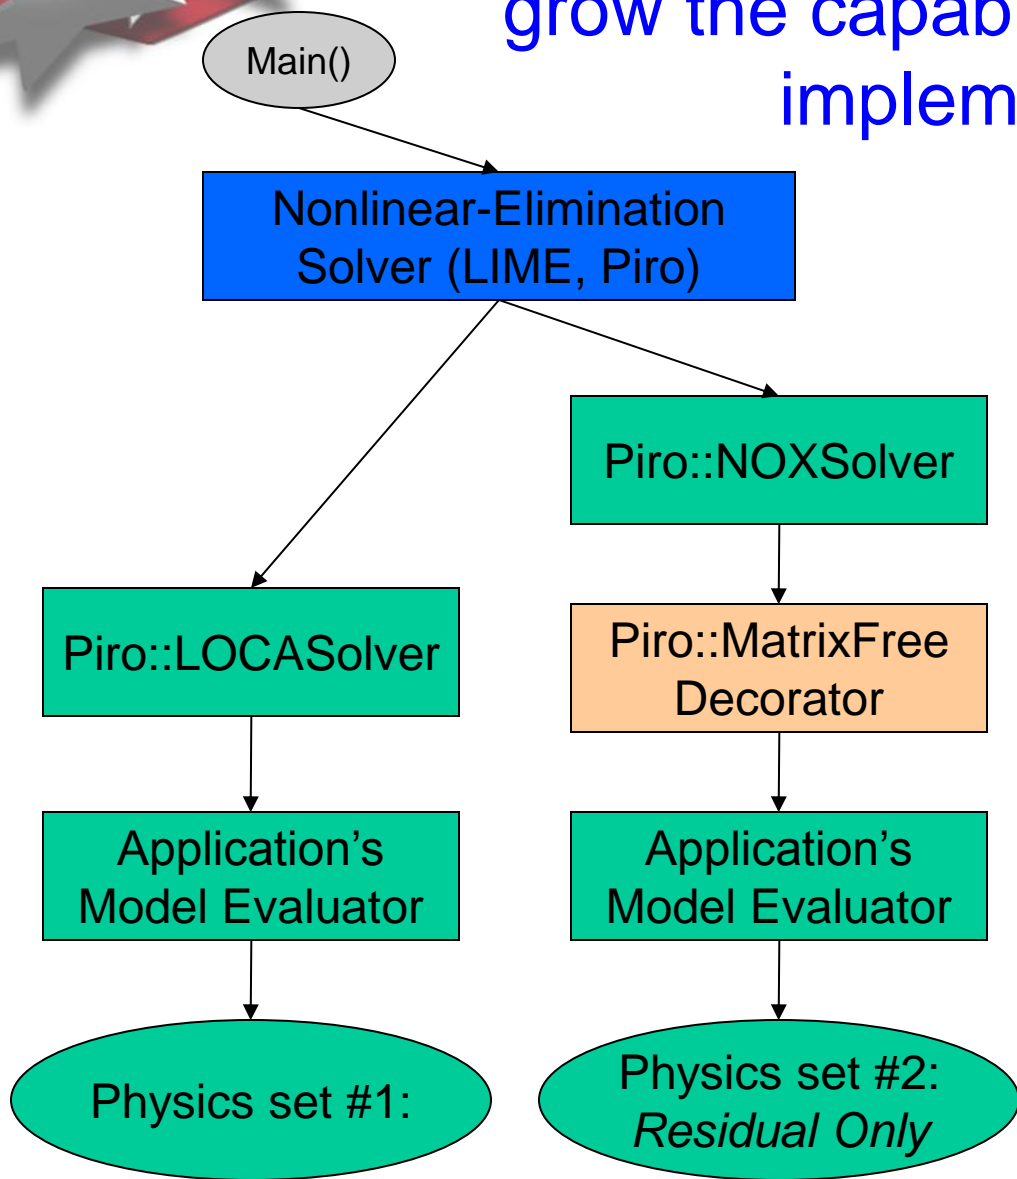 grow the capab
implem
Main()
Nonlinear-Elimination
Solver (LIME, Piro)
Piro::NOXSolver
Piro::LOCASolver
Piro::MatrixFree
Decorator
Application’s
Model Evaluator
Application’s
Model Evaluator
Physics set #1:
Physics set #2:
Residual Only